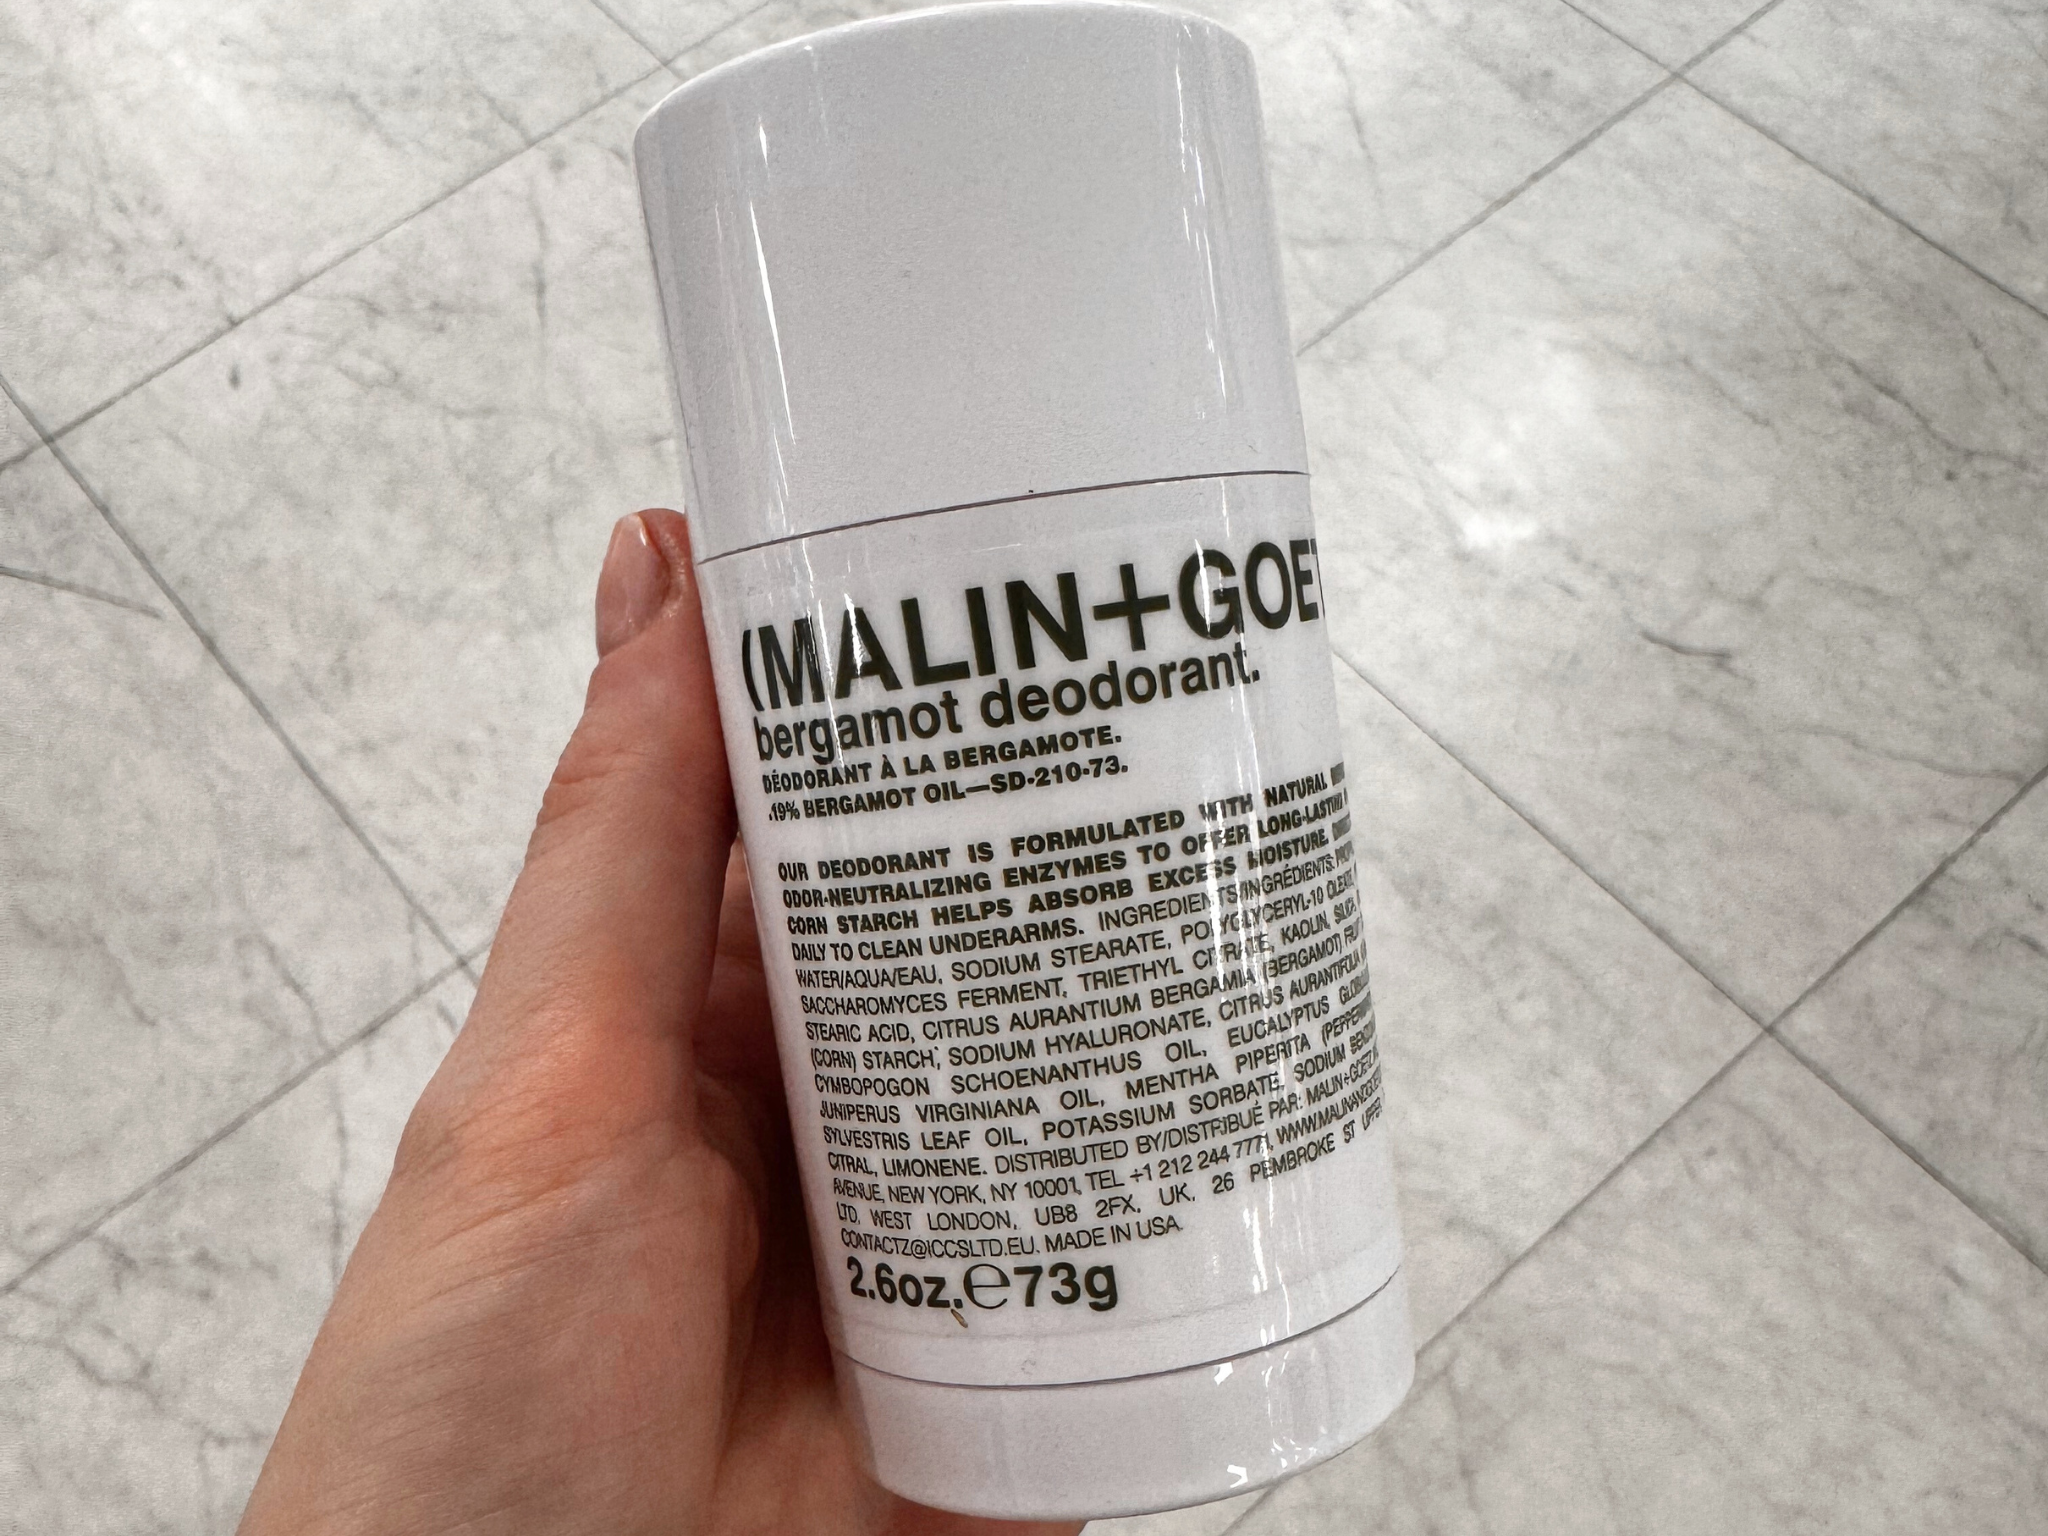 (MALIN+GOE
bergamot deodorant.
DÉODORANT À LA BERGAMOTE.
.19% BERGAMOT OIL—SD-210-73.
OUR DEODORANT IS FORMULATED WITH NATURAL
ODOR-NEUTRALIZING ENZYMES TO OFFER LONG-LASTING
CORN STARCH HELPS ABSORB EXCESS MOISTURE.
DAILY TO CLEAN UNDERARMS. INGREDIENTS/INGRÉDIENTS:
WATER/AQUA/EAU, SODIUM STEARATE, POLYGLYCERYL-10 OLEATE,
SACCHAROMYCES FERMENT, TRIETHYL CITRATE, KAOLIN,
STEARIC ACID, CITRUS AURANTIUM BERGAMIA (BERGAMOT) FRUIT
(CORN) STARCH, SODIUM HYALURONATE, CITRUS AURANTIFOLIA
CYMBOPOGON SCHOENANTHUS OIL, EUCALYPTUS
JUNIPERUS VIRGINIANA OIL, MENTHA PIPERITA
SYLVESTRIS LEAF OIL, POTASSIUM SORBATE, SODIUM
CITRAL, LIMONENE. DISTRIBUTED BY/DISTRIBUÉ PAR:
AVENUE, NEW YORK, NY 10001, TEL +1 212 244 7771,
LTD, WEST LONDON, UB8 2FX, UK. 26 PEMBROKE ST UPPER,
CONTACTZ@ICCSLTD.EU. MADE IN USA.
2.6oz.℮73g